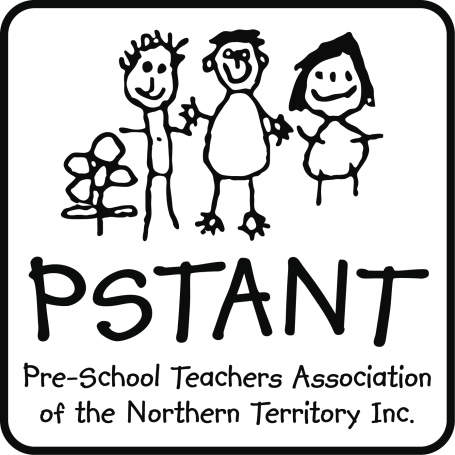 PSTANT
Pre-School Teachers Association
of the Northern Territory Inc.